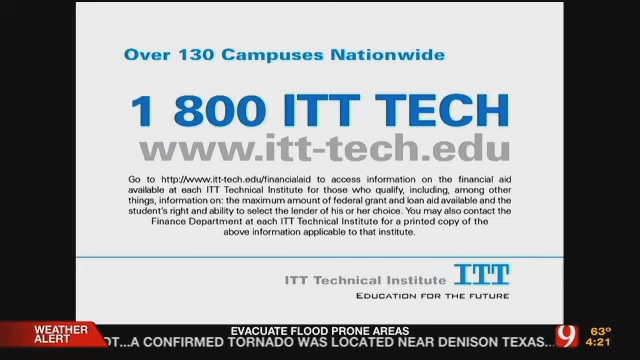 Over 130 Campuses Nationwide
1 800 ITT TECH
www.itt-tech.edu
Go to http://www.itt-tech.edu/financialaid to access information on the financial aid
available at each ITT Technical Institute for those who qualify, including, among other
things, information on: the maximum amount of federal grant and loan aid available and the
student's right and ability to select the lender of his or her choice. You may also contact the
Finance Department at each ITT Technical Institute for a printed copy of the
above information applicable to that institute.
ITT Technical Institute ITT
EDUCATION FOR THE FUTURE
WEATHER
ALERT
EVACUATE FLOOD PRONE AREAS
...A CONFIRMED TORNADO WAS LOCATED NEAR DENISON TEXAS...
9
63°
4:21